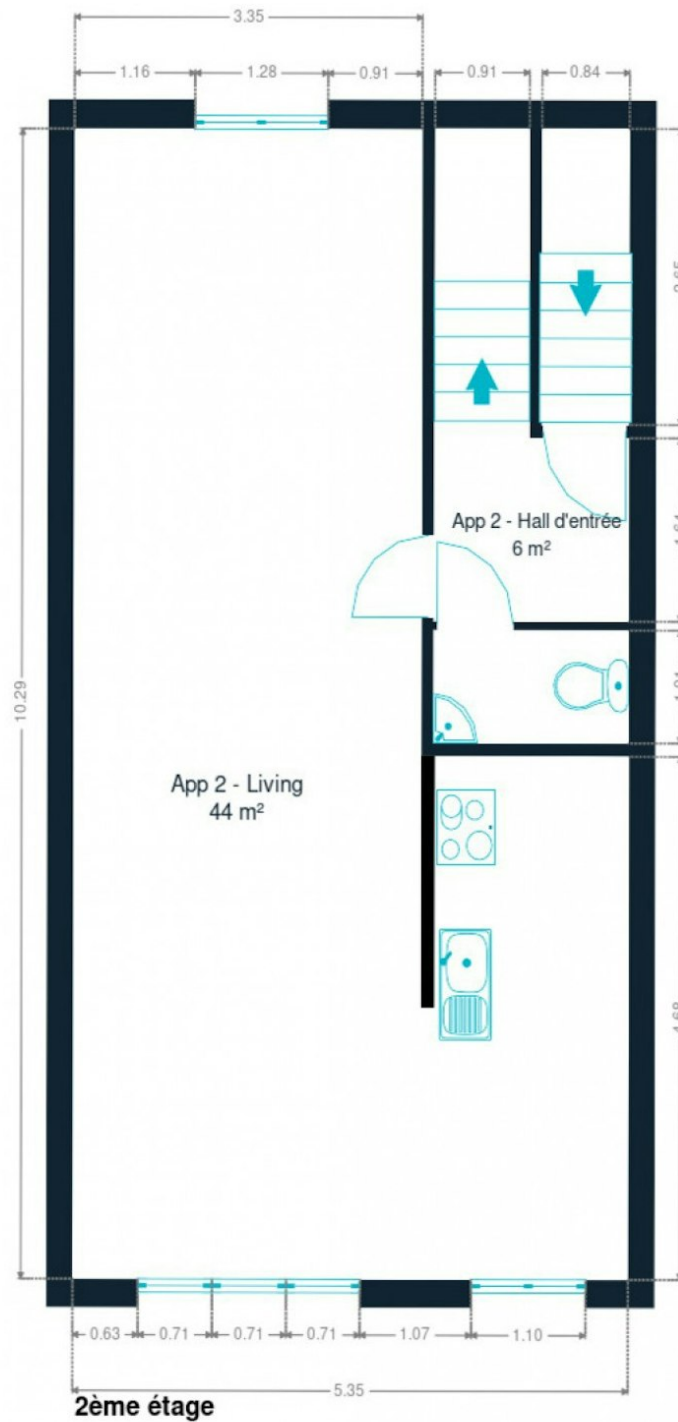 3.35
1.16 1.28 0.91 0.91 0.84
App 2 - Hall d'entrée
6 m²
10.29
App 2 - Living
44 m²
0.63 0.71 0.71 0.71 1.07 1.10
5.35
2ème étage